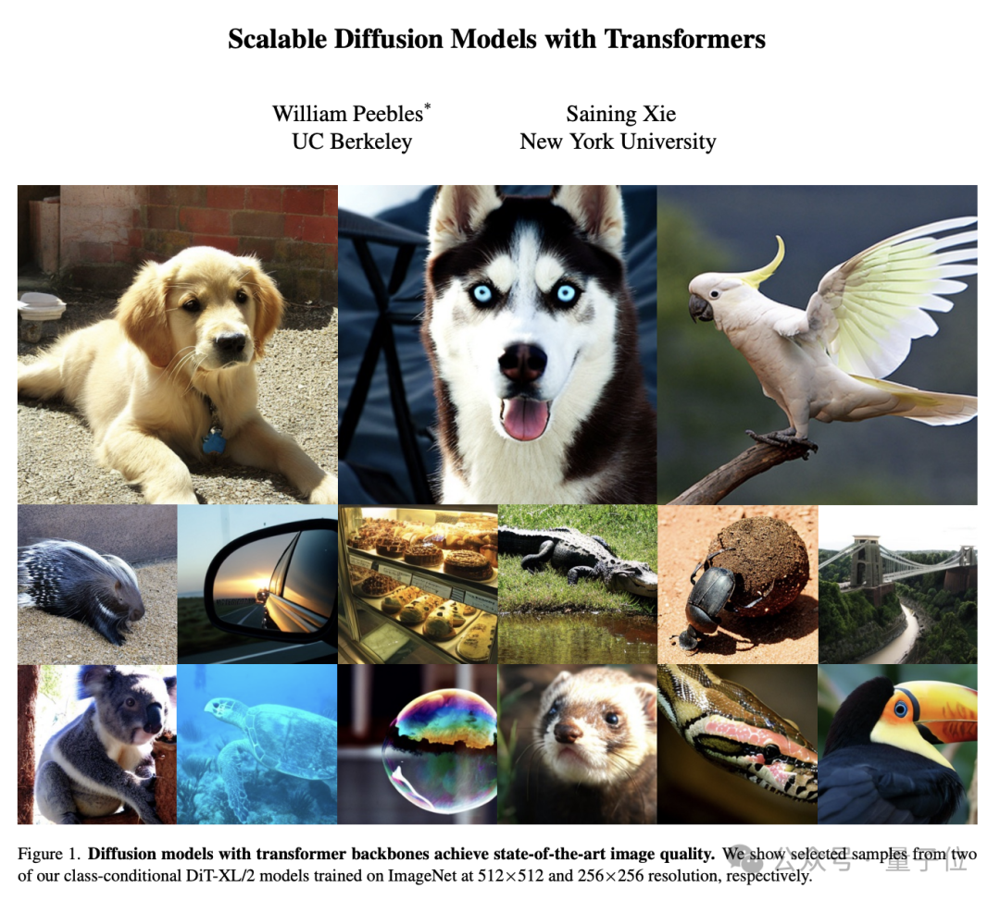 Scalable Diffusion Models with Transformers
William Peebles* Saining Xie
UC Berkeley New York University
Figure 1. Diffusion models with transformer backbones achieve state-of-the-art image quality. We show selected samples from two
of our class-conditional DiT-XL/2 models trained on ImageNet at 512×512 and 256×256 resolution, respectively.
公众号 · 量子位